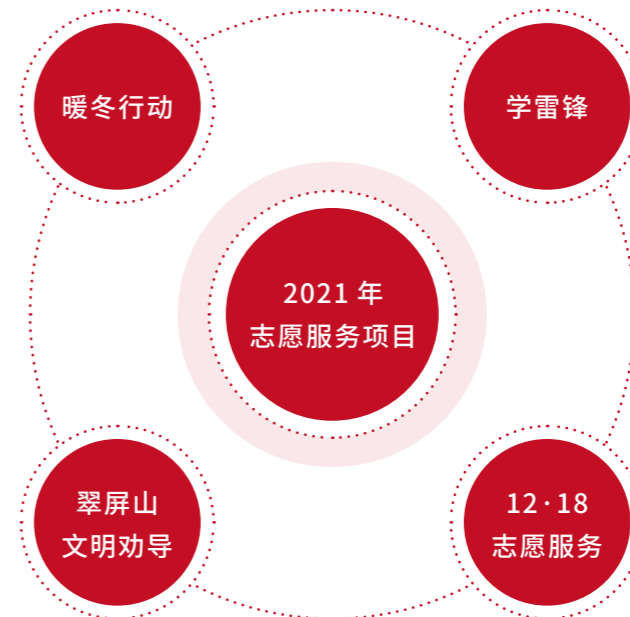 暖冬行动
学雷锋
2021 年
志愿服务项目
翠屏山
文明劝导
12·18
志愿服务